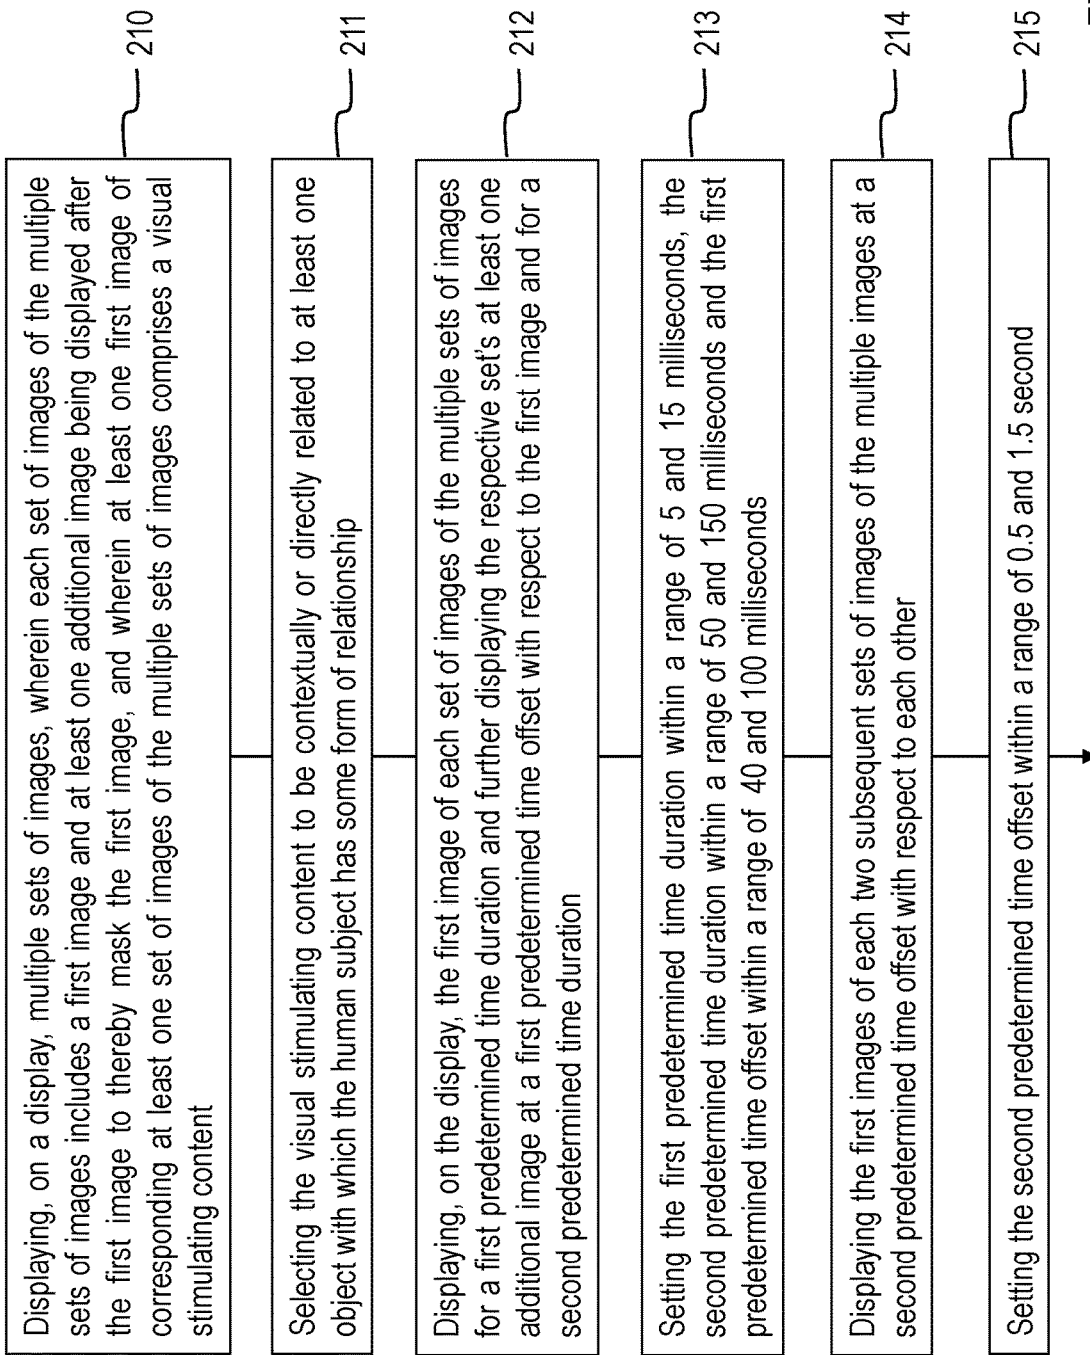 Displaying, on a display, multiple sets of images, wherein each set of images of the multiple
sets of images includes a first image and at least one additional image being displayed after
the first image to thereby mask the first image, and wherein at least one first image of
corresponding at least one set of images of the multiple sets of images comprises a visual
stimulating content
210
Selecting the visual stimulating content to be contextually or directly related to at least one
object with which the human subject has some form of relationship
211
Displaying, on the display, the first image of each set of images of the multiple sets of images
for a first predetermined time duration and further displaying the respective set's at least one
additional image at a first predetermined time offset with respect to the first image and for a
second predetermined time duration
212
Setting the first predetermined time duration within a range of 5 and 15 milliseconds, the
second predetermined time duration within a range of 50 and 150 milliseconds and the first
predetermined time offset within a range of 40 and 100 milliseconds
213
Displaying the first images of each two subsequent sets of images of the multiple images at a
second predetermined time offset with respect to each other
214
Setting the second predetermined time offset within a range of 0.5 and 1.5 second
215